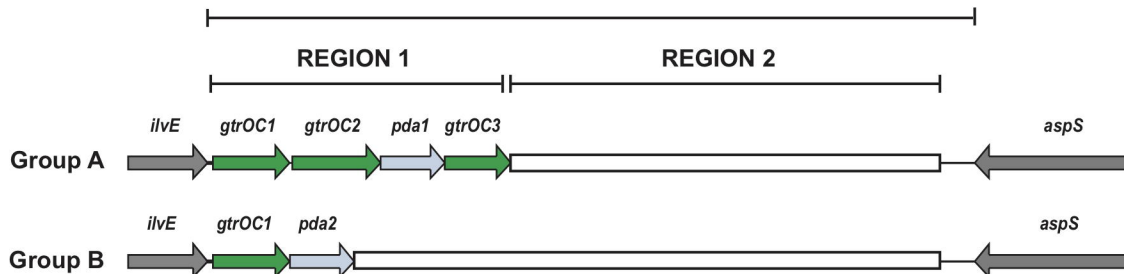 REGION 1 REGION 2
ilvE gtrOC1 gtrOC2 pda1 gtrOC3 aspS
Group A
ilvE gtrOC1 pda2 aspS
Group B